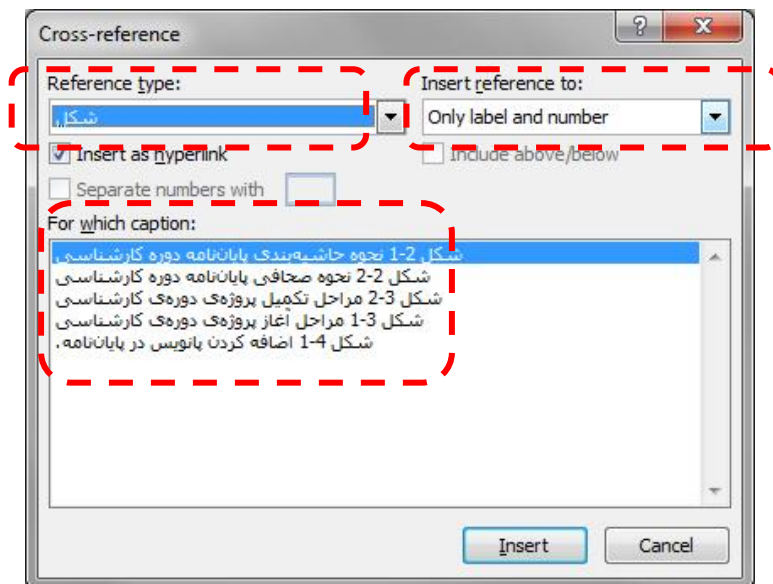 Cross-reference
Reference type:
Insert reference to:
شکل
Only label and number
Insert as hyperlink
Include above/below
Separate numbers with
For which caption:
شکل 2-1 نحوه حاشیه‌بندی پایان‌نامه دوره کارشناسی
شکل 2-2 نحوه صحافی پایان‌نامه دوره کارشناسی
شکل 3-2 مراحل تکمیل پروژه‌ی دوره‌ی کارشناسی
شکل 3-1 مراحل آغاز پروژه‌ی دوره‌ی کارشناسی
شکل 4-1 اضافه کردن پانویس در پایان‌نامه.
Insert
Cancel